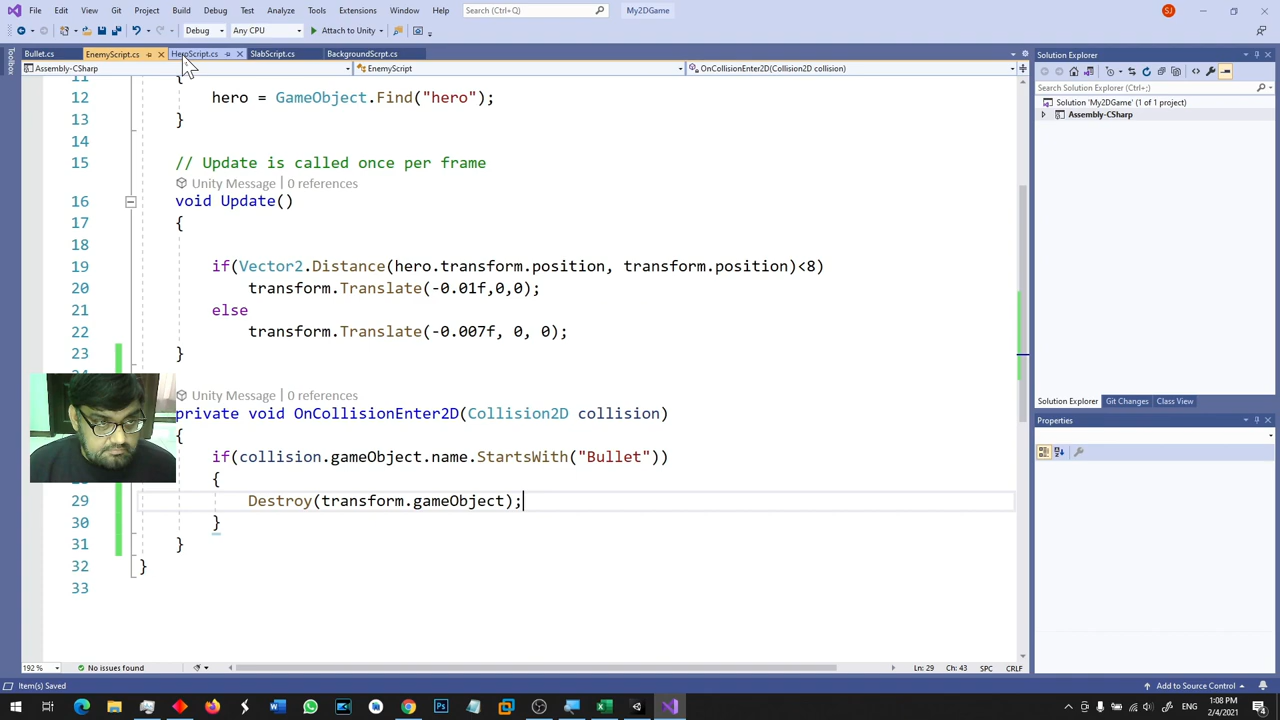 File Edit View Git Project Build Debug Test Analyze Tools Extensions Window Help Search (Ctrl+Q) My2DGame SJ
Debug Any CPU Attach to Unity
Bullet.cs EnemyScript.cs HeroScript.cs SlabScript.cs BackgroundScrpt.cs
Assembly-CSharp EnemyScript OnCollisionEnter2D(Collision2D collision)
Toolbox
11 {
12 hero = GameObject.Find("hero");
13 }
14
15 // Update is called once per frame
Unity Message | 0 references
16 void Update()
17 {
18
19 if(Vector2.Distance(hero.transform.position, transform.position)<8)
20 transform.Translate(-0.01f,0,0);
21 else
22 transform.Translate(-0.007f, 0, 0);
23 }
Unity Message | 0 references
private void OnCollisionEnter2D(Collision2D collision)
{
if(collision.gameObject.name.StartsWith("Bullet"))
{
29 Destroy(transform.gameObject);
30 }
31 }
32 }
33
192 % No issues found Ln: 29 Ch: 43 SPC CRLF
Item(s) Saved Add to Source Control
Solution Explorer
Search Solution Explorer (Ctrl+;)
Solution 'My2DGame' (1 of 1 project)
Assembly-CSharp
Solution Explorer Git Changes Class View
Properties
ENG
1:08 PM
2/4/2021